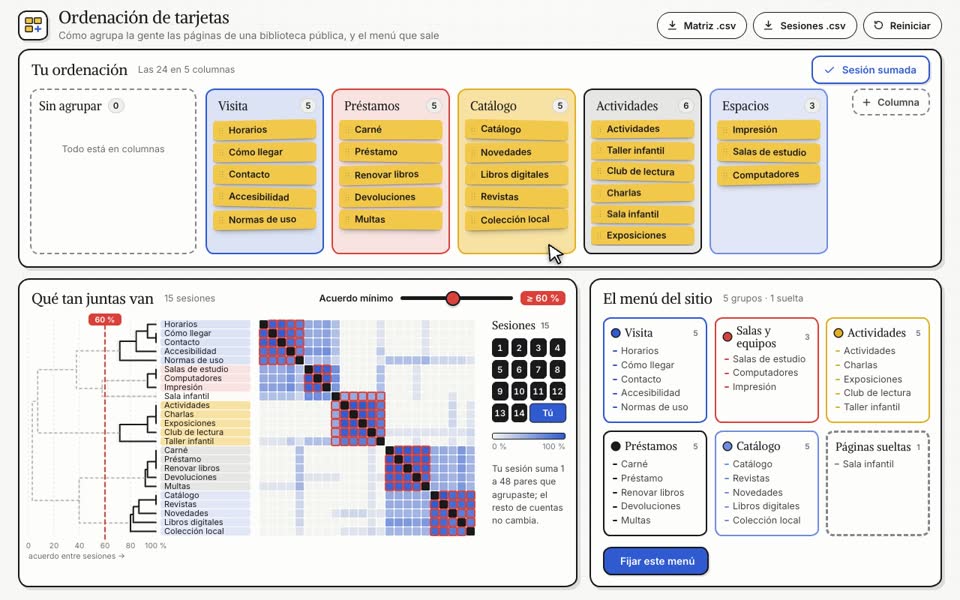 Ordenación de tarjetas
Cómo agrupa la gente las páginas de una biblioteca pública, y el menú que sale
Matriz .csv
Sesiones .csv
Reiniciar
Tu ordenación
Las 24 en 5 columnas
Sesión sumada
Sin agrupar 0
Todo está en columnas
Visita 5
Horarios
Cómo llegar
Contacto
Accesibilidad
Normas de uso
Préstamos 5
Carné
Préstamo
Renovar libros
Devoluciones
Multas
Catálogo 5
Catálogo
Novedades
Libros digitales
Revistas
Colección local
Actividades 6
Actividades
Taller infantil
Club de lectura
Charlas
Sala infantil
Exposiciones
Espacios 3
Impresión
Salas de estudio
Computadores
+ Columna
Qué tan juntas van
15 sesiones
Acuerdo mínimo
≥ 60 %
60 %
Horarios
Cómo llegar
Contacto
Accesibilidad
Normas de uso
Salas de estudio
Computadores
Impresión
Sala infantil
Actividades
Charlas
Exposiciones
Club de lectura
Taller infantil
Carné
Préstamo
Renovar libros
Devoluciones
Multas
Catálogo
Revistas
Novedades
Libros digitales
Colección local
0 20 40 60 80 100 %
acuerdo entre sesiones →
Sesiones 15
1 2 3 4
5 6 7 8
9 10 11 12
13 14 Tú
0 % 100 %
Tu sesión suma 1
a 48 pares que
agrupaste; el
resto de cuentas
no cambia.
El menú del sitio
5 grupos · 1 suelta
Visita 5
Horarios
Cómo llegar
Contacto
Accesibilidad
Normas de uso
Salas y
equipos 3
Salas de estudio
Computadores
Impresión
Actividades 5
Actividades
Charlas
Exposiciones
Club de lectura
Taller infantil
Préstamos 5
Carné
Préstamo
Renovar libros
Devoluciones
Multas
Catálogo 5
Catálogo
Revistas
Novedades
Libros digitales
Colección local
Páginas sueltas 1
Sala infantil
Fijar este menú